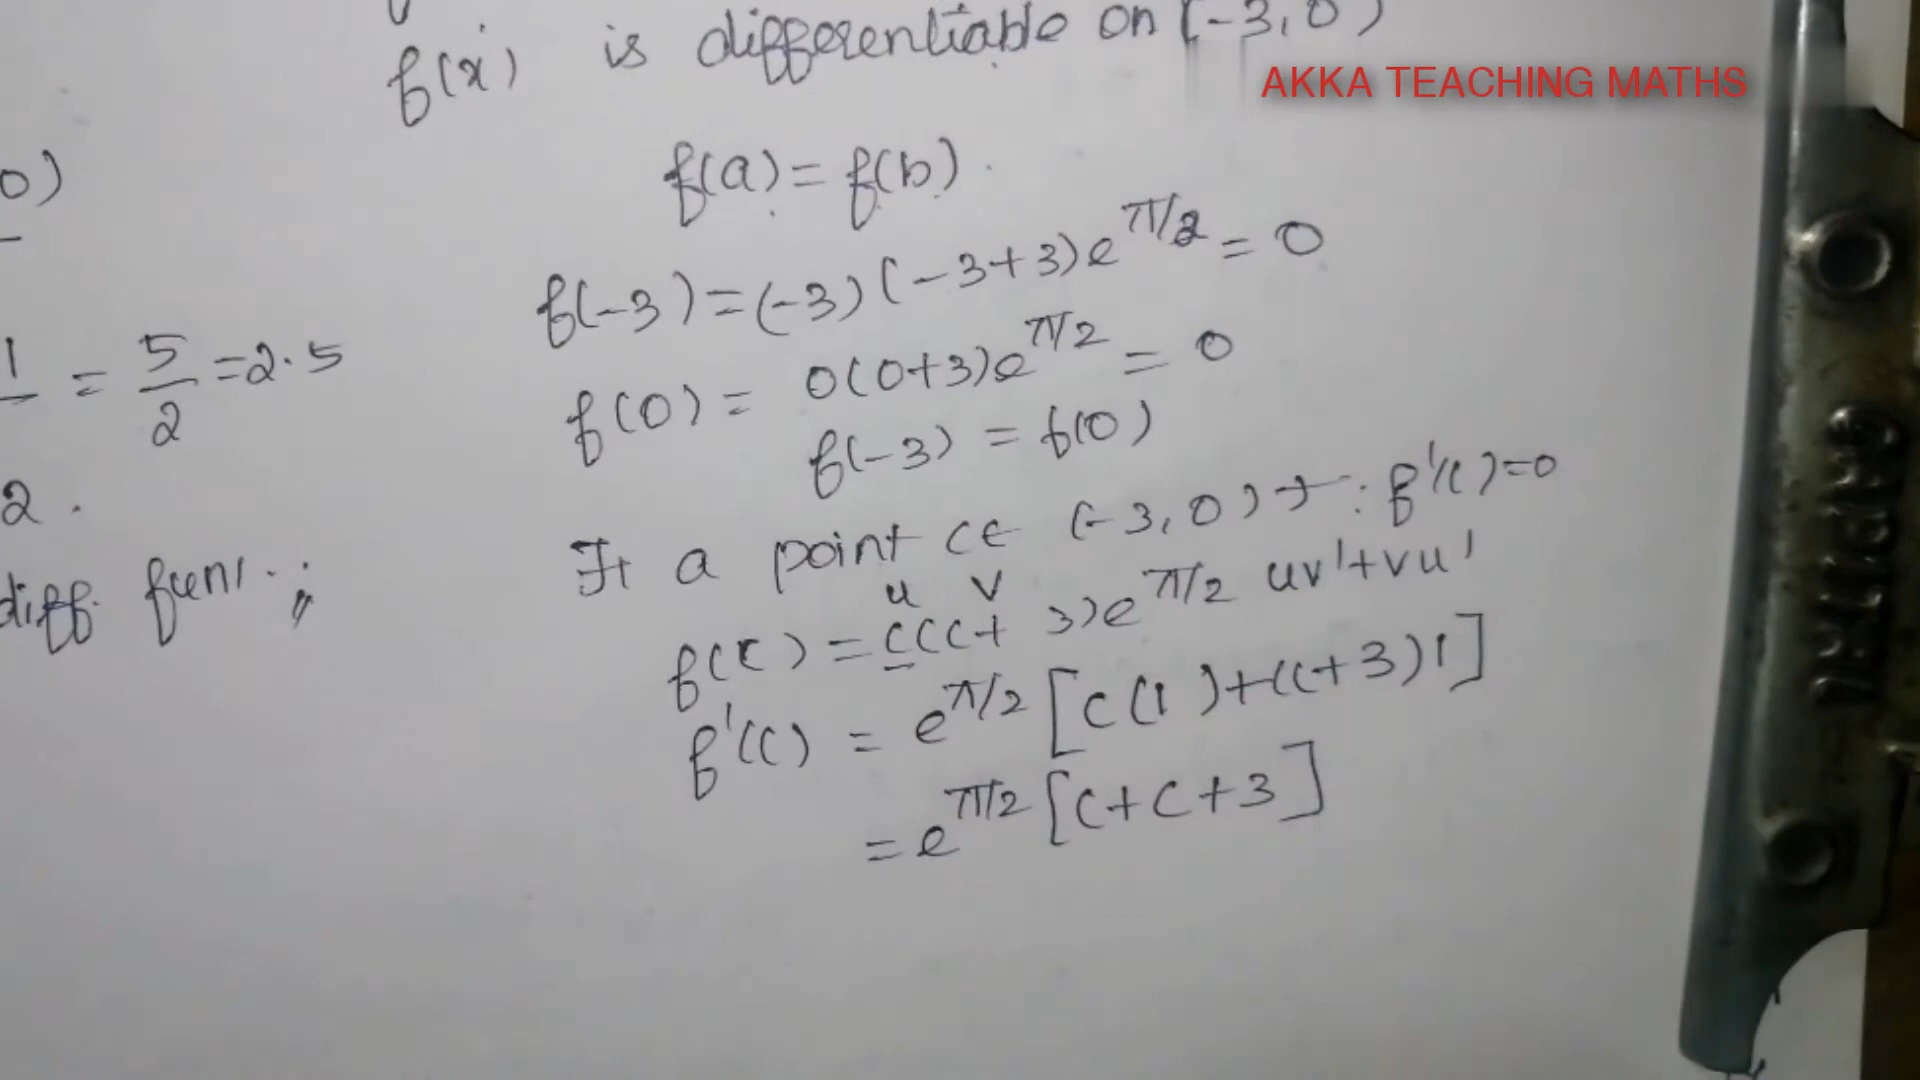 f(x) is differentiable on (-3, 0)
AKKA TEACHING MATHS
0)
f(a) = f(b).
f(-3) = (-3)(-3+3)e^π/2 = 0
1 = 5/2 = 2.5
f(0) = 0(0+3)e^π/2 = 0
f(-3) = f(0)
2.
diff. fun
a point c∈ (-3, 0) f'(c)=0
u v
f(c) = c(c+3)e^π/2 uv'+vu'
f'(c) = e^π/2 [c(1)+(c+3)1]
= e^π/2 [c+c+3]